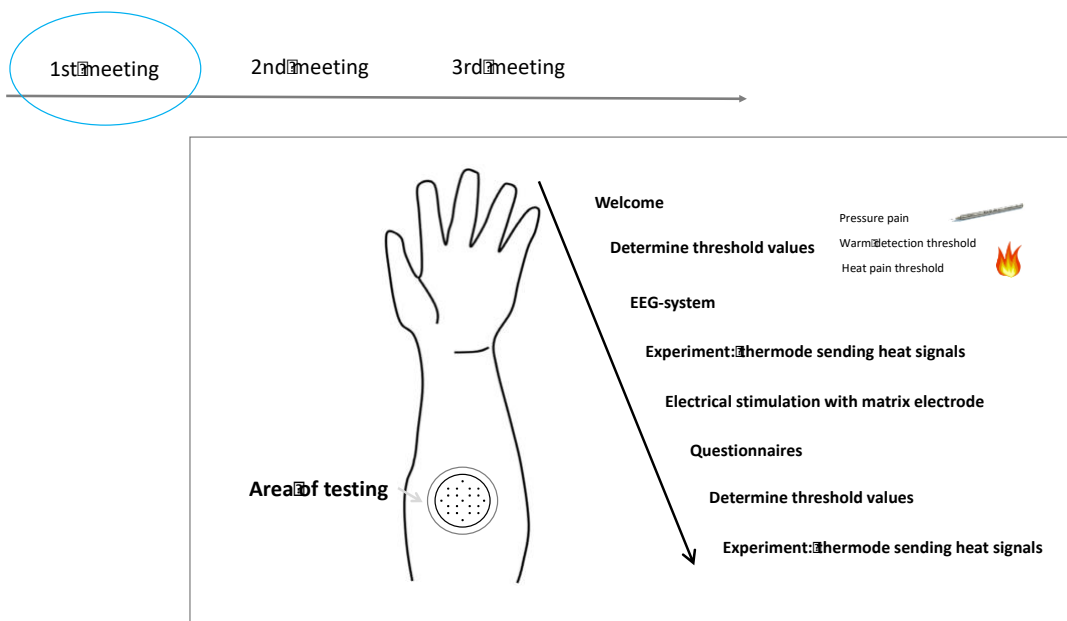 1st⍰meeting
2nd⍰meeting
3rd⍰meeting
Welcome
Pressure pain
Determine threshold values
Warm⍰detection threshold
Heat pain threshold
EEG-system
Experiment:⍰thermode sending heat signals
Electrical stimulation with matrix electrode
Questionnaires
Area⍰of testing
Determine threshold values
Experiment:⍰thermode sending heat signals